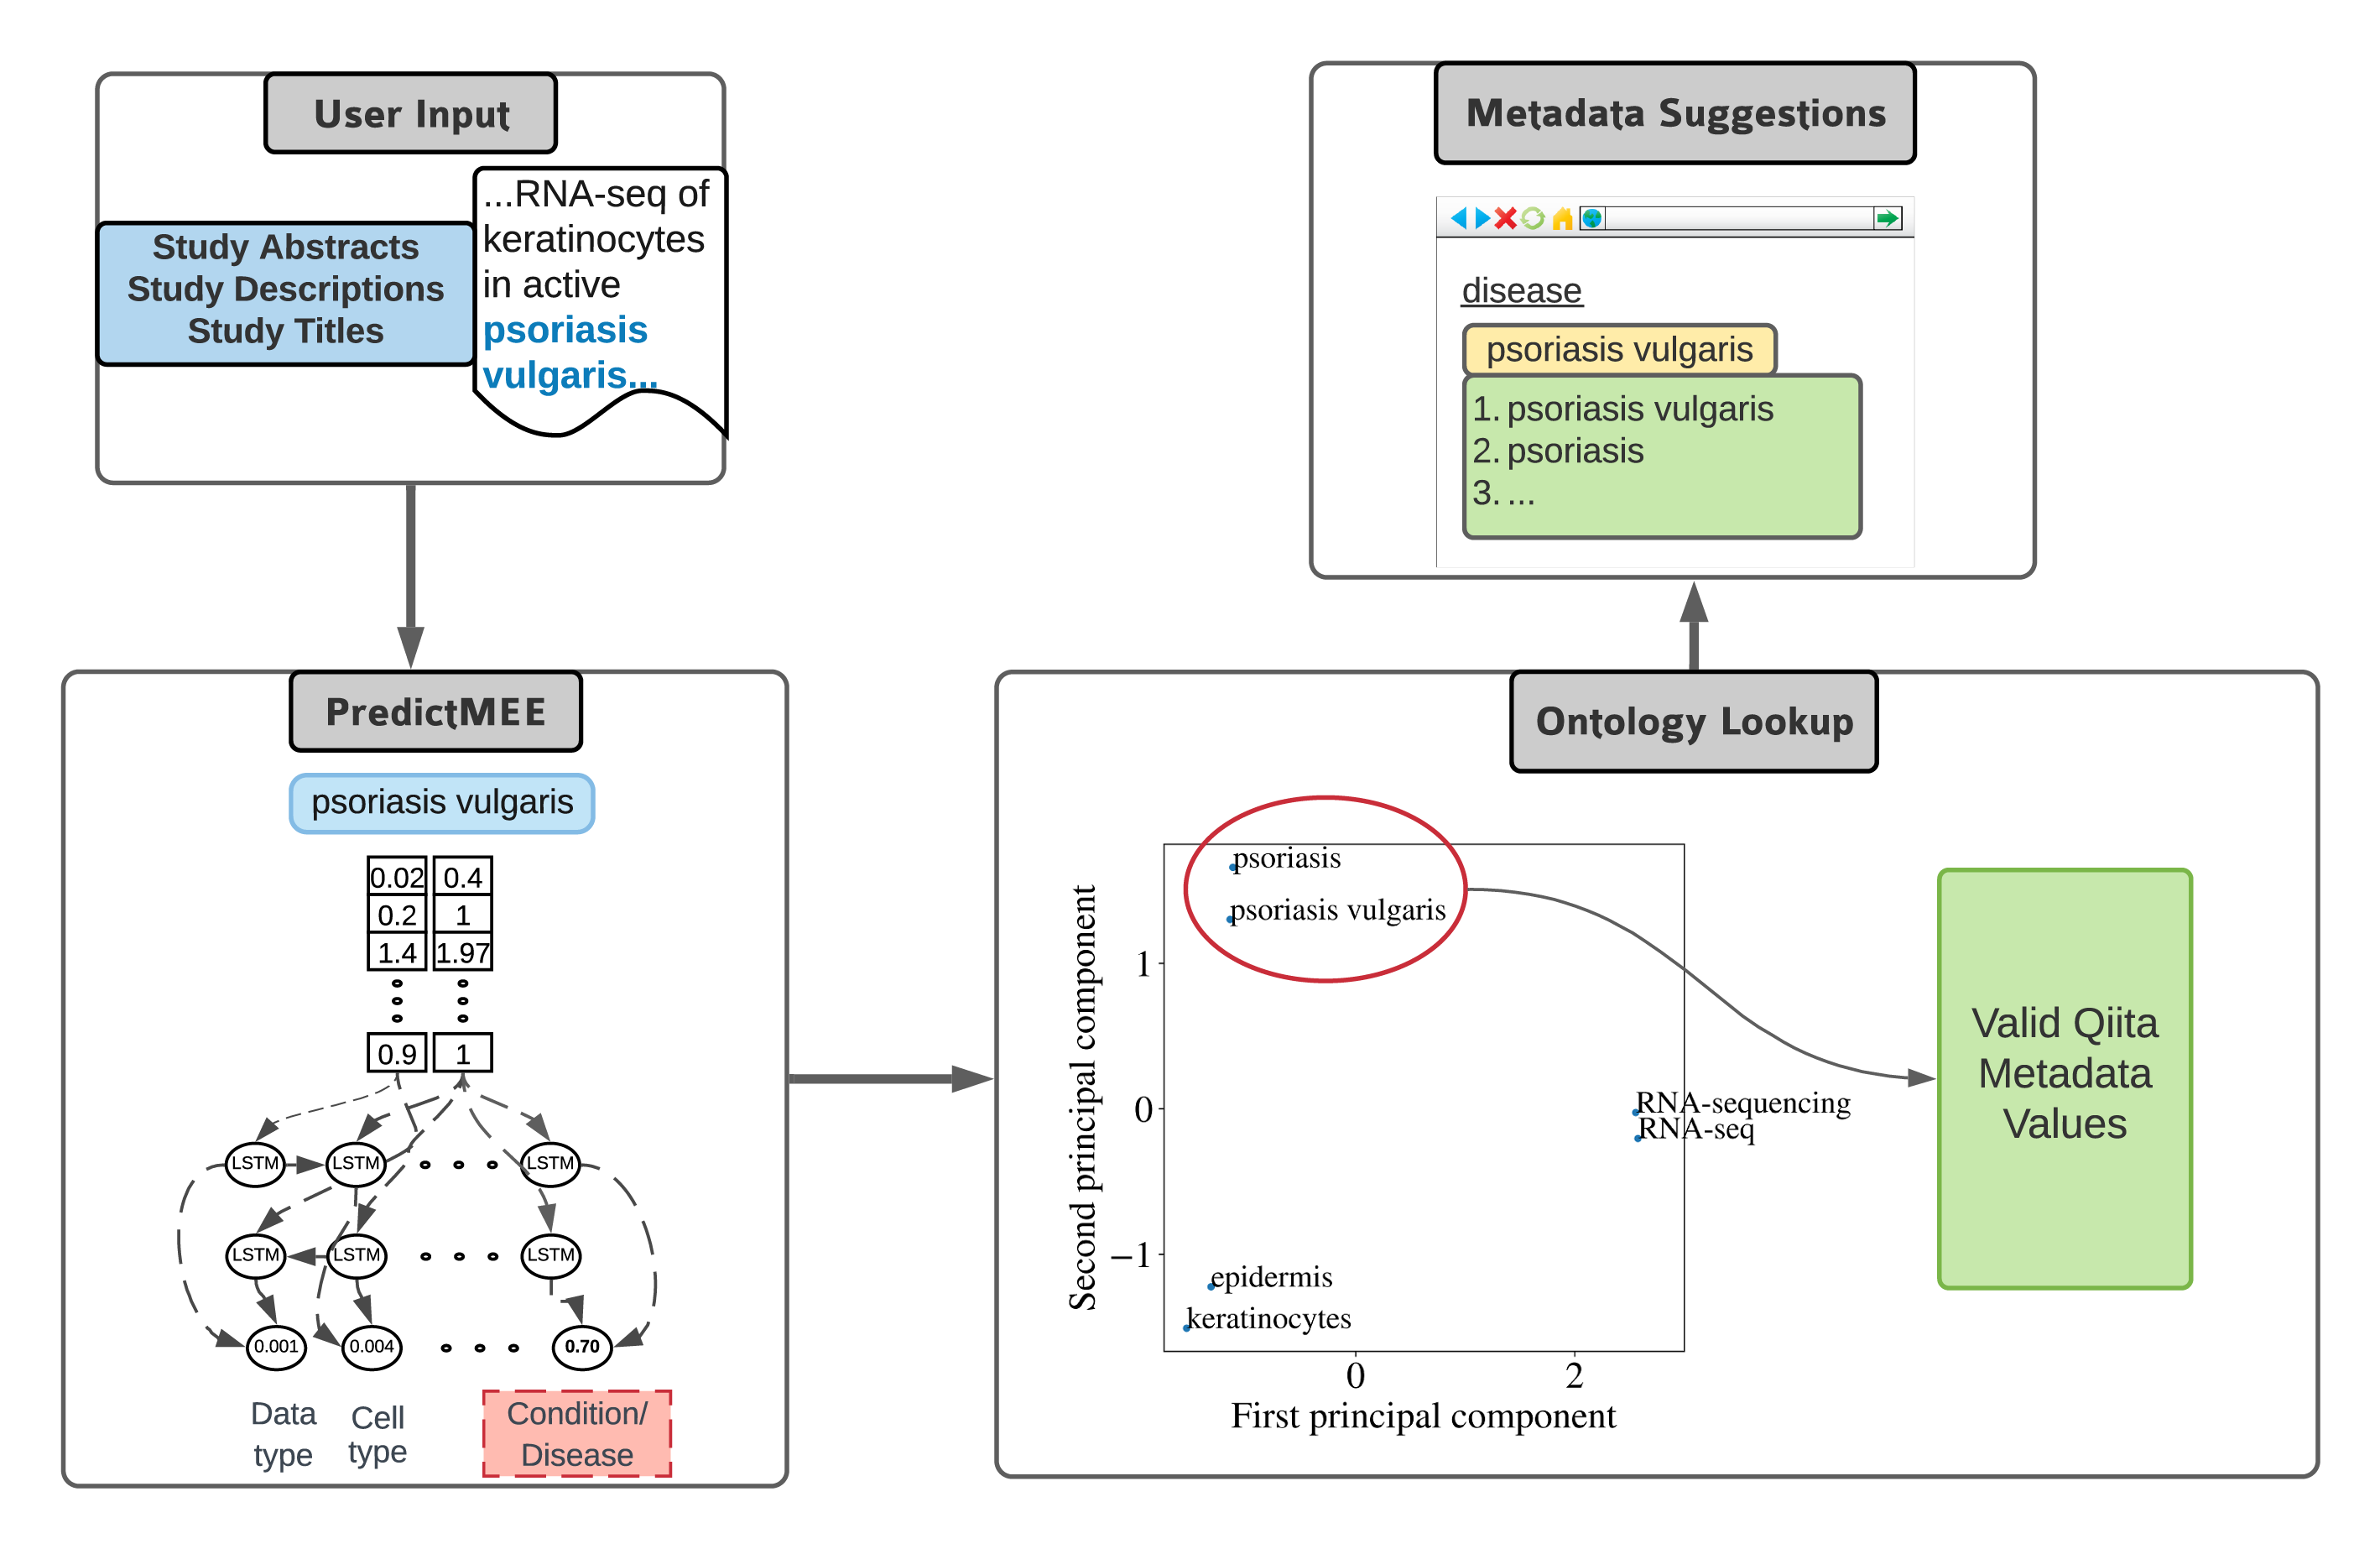 User Input
Study Abstracts
Study Descriptions
Study Titles
...RNA-seq of
keratinocytes
in active
psoriasis
vulgaris...
PredictMEE
psoriasis vulgaris
0.02 0.4
0.2 1
1.4 1.97
0.9 1
LSTM LSTM LSTM
LSTM LSTM LSTM
0.001 0.004 0.70
Data
type
Cell
type
Condition/
Disease
Ontology Lookup
Second principal component
1
0
−1
psoriasis
psoriasis vulgaris
RNA-sequencing
RNA-seq
epidermis
keratinocytes
0 2
First principal component
Valid Qiita
Metadata
Values
Metadata Suggestions
disease
psoriasis vulgaris
1. psoriasis vulgaris
2. psoriasis
3. ...